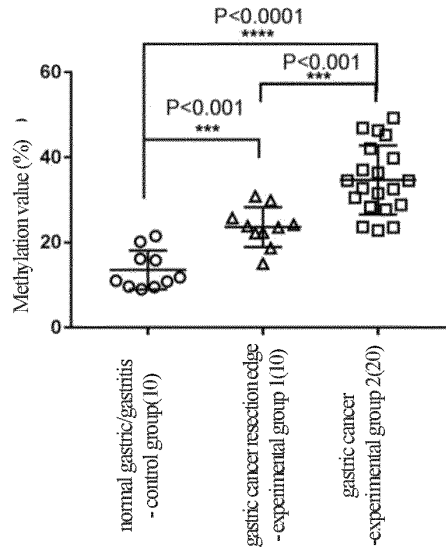 P<0.0001
****
P<0.001
***
P<0.001
***
60
40
20
0
Methylation value (%)
normal gastric/gastritis
- control group(10)
gastric cancer resection edge
- experimental group 1(10)
gastric cancer
-experimental group 2(20)